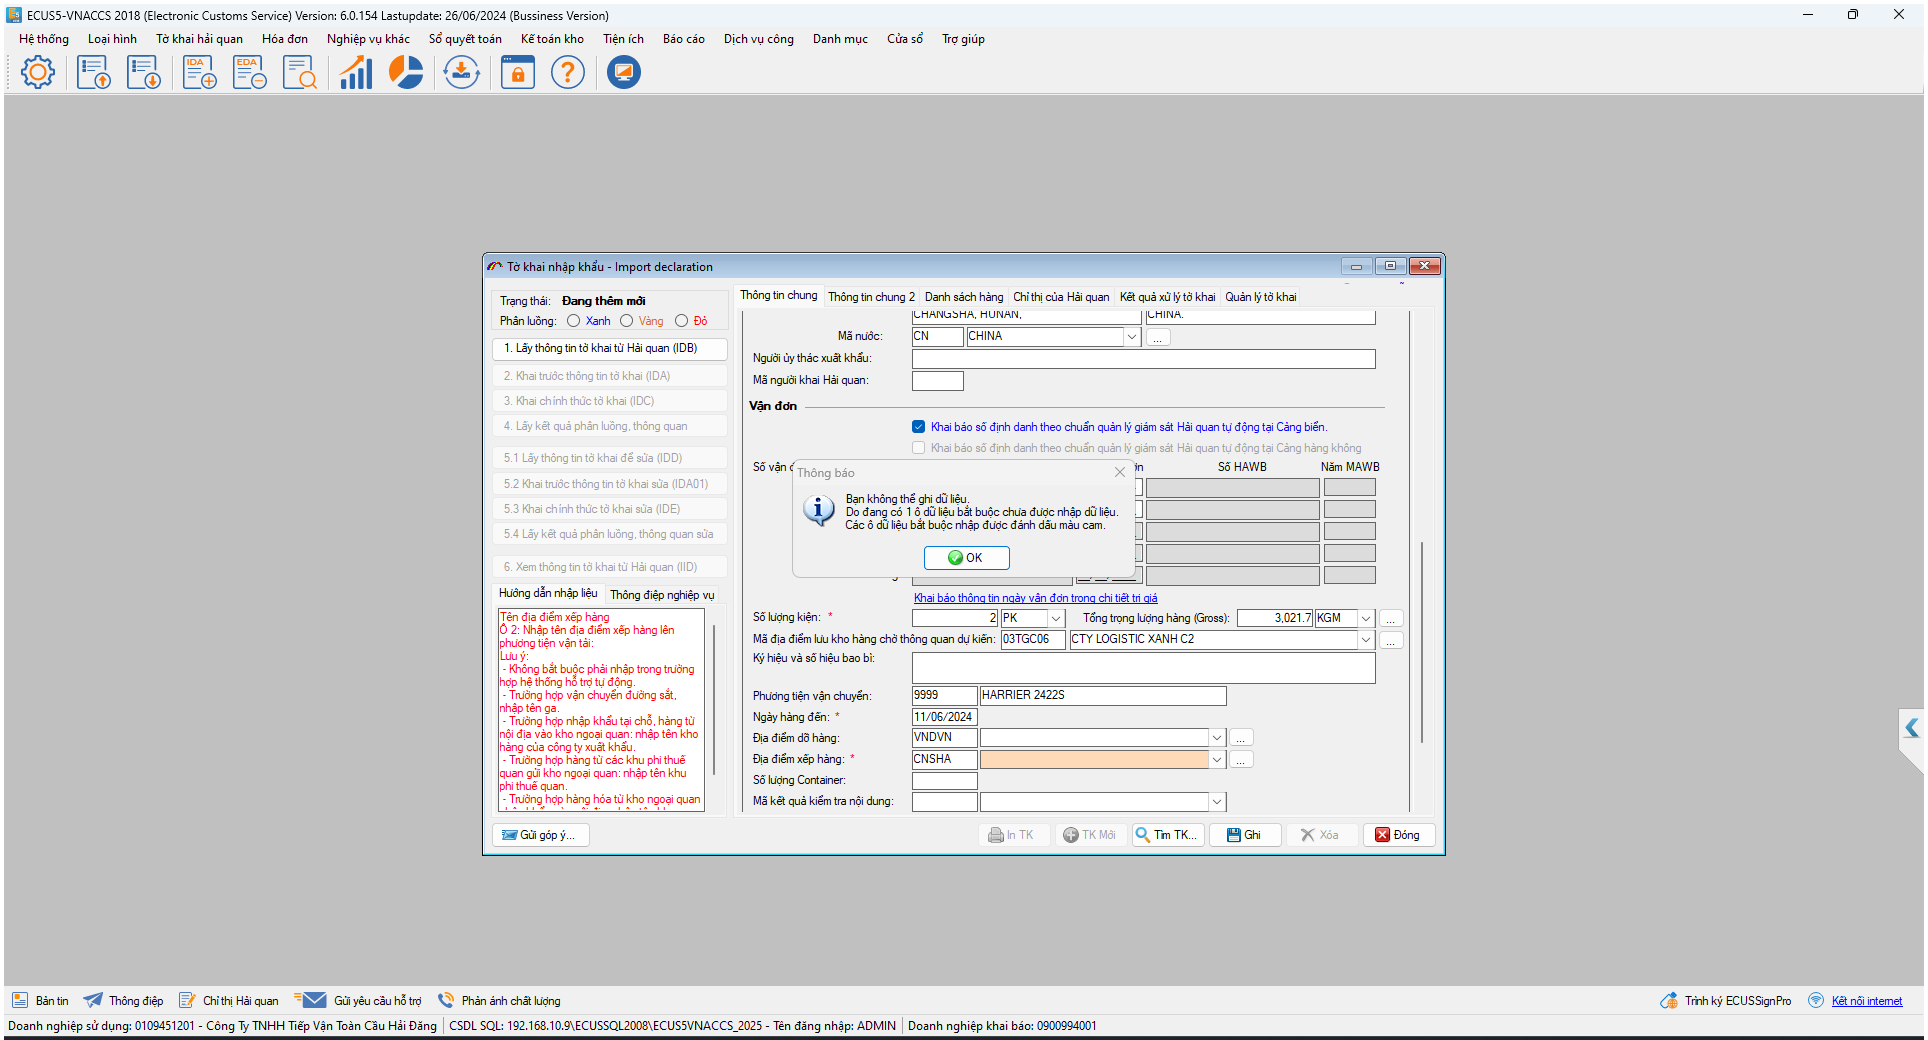 ECUS5-VNACCS 2018 (Electronic Customs Service) Version: 6.0.154 Lastupdate: 26/06/2024 (Bussiness Version)
Hệ thống Loại hình Tờ khai hải quan Hóa đơn Nghiệp vụ khác Sổ quyết toán Kế toán kho Tiện ích Báo cáo Dịch vụ công Danh mục Cửa sổ Trợ giúp
IDA EDA
Tờ khai nhập khẩu - Import declaration
Trạng thái: Đang thêm mới
Phân luồng: Xanh Vàng Đỏ
1. Lấy thông tin tờ khai từ Hải quan (IDB)
2. Khai trước thông tin tờ khai (IDA)
3. Khai chính thức tờ khai (IDC)
4. Lấy kết quả phân luồng, thông quan
5.1 Lấy thông tin tờ khai để sửa (IDD)
5.2 Khai trước thông tin tờ khai sửa (IDA01)
5.3 Khai chính thức tờ khai sửa (IDE)
5.4 Lấy kết quả phân luồng, thông quan sửa
6. Xem thông tin tờ khai từ Hải quan (IID)
Hướng dẫn nhập liệu Thông điệp nghiệp vụ
Tên địa điểm xếp hàng
Ô 2: Nhập tên địa điểm xếp hàng lên
phương tiện vận tải:
Lưu ý:
- Không bắt buộc phải nhập trong trường
hợp hệ thống hỗ trợ tự động.
- Trường hợp vận chuyển đường sắt,
nhập tên ga.
- Trường hợp nhập khẩu tại chỗ, hàng từ
nội địa vào kho ngoại quan: nhập tên kho
hàng của công ty xuất khẩu.
- Trường hợp hàng từ các khu phi thuế
quan gửi kho ngoại quan: nhập tên khu
phi thuế quan.
- Trường hợp hàng hóa từ kho ngoại quan
Gửi góp ý...
Thông tin chung Thông tin chung 2 Danh sách hàng Chỉ thị của Hải quan Kết quả xử lý tờ khai Quản lý tờ khai
CHANGSHA, HUNAN, CHINA.
Mã nước: CN CHINA ...
Người ủy thác xuất khẩu:
Mã người khai Hải quan:
Vận đơn
Khai báo số định danh theo chuẩn quản lý giám sát Hải quan tự động tại Cảng biển.
Khai báo số định danh theo chuẩn quản lý giám sát Hải quan tự động tại Cảng hàng không
Số vận Số HAWB Năm MAWB
Thông báo
Bạn không thể ghi dữ liệu.
Do đang có 1 ô dữ liệu bắt buộc chưa được nhập dữ liệu.
Các ô dữ liệu bắt buộc nhập được đánh dấu màu cam.
OK
Khai báo thông tin ngày vận đơn trong chi tiết trị giá
Số lượng kiện: * 2 PK Tổng trọng lượng hàng (Gross): 3,021.7 KGM ...
Mã địa điểm lưu kho hàng chờ thông quan dự kiến: 03TGC06 CTY LOGISTIC XANH C2 ...
Ký hiệu và số hiệu bao bì:
Phương tiện vận chuyển: 9999 HARRIER 2422S
Ngày hàng đến: * 11/06/2024
Địa điểm dỡ hàng: VNDVN ...
Địa điểm xếp hàng: * CNSHA ...
Số lượng Container:
Mã kết quả kiểm tra nội dung:
In TK TK Mới Tìm TK... Ghi Xóa Đóng
Bản tin Thông điệp Chỉ thị Hải quan Gửi yêu cầu hỗ trợ Phản ánh chất lượng Trình ký ECUSSignPro Kết nối internet
Doanh nghiệp sử dụng: 0109451201 - Công Ty TNHH Tiếp Vận Toàn Cầu Hải Đăng CSDL SQL: 192.168.10.9\ECUSSQL2008\ECUS5VNACCS_2025 - Tên đăng nhập: ADMIN Doanh nghiệp khai báo: 0900994001